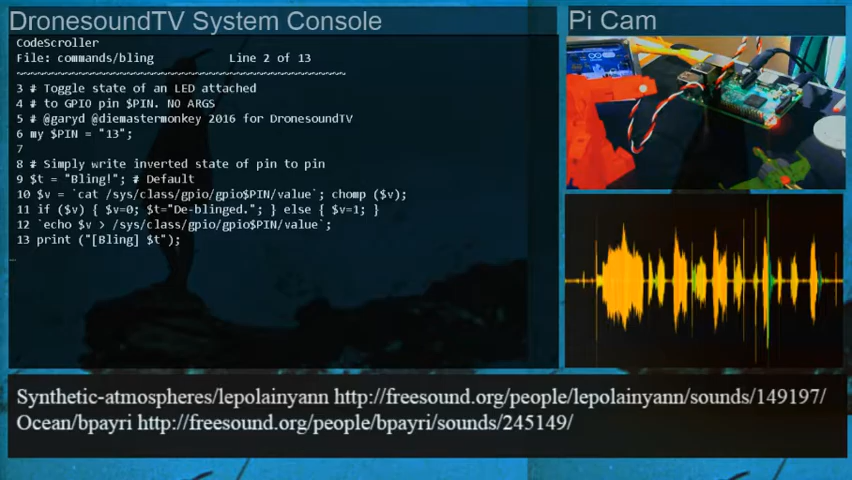 DronesoundTV System Console
Pi Cam
CodeScroller
File: commands/bling Line 2 of 13
~~~~~~~~~~~~~~~~~~~~~~~~~~~~~~~~~~~~~~~~~~~~~~~~~~~~~~
3 # Toggle state of an LED attached
4 # to GPIO pin $PIN. NO ARGS
5 # @garyd @diemastermonkey 2016 for DronesoundTV
6 my $PIN = "13";
7
8 # Simply write inverted state of pin to pin
9 $t = "Bling!"; # Default
10 $v = `cat /sys/class/gpio/gpio$PIN/value`; chomp ($v);
11 if ($v) { $v=0; $t="De-blinged."; } else { $v=1; }
12 `echo $v > /sys/class/gpio/gpio$PIN/value`;
13 print ("[Bling] $t");
Synthetic-atmospheres/lepolainyann http://freesound.org/people/lepolainyann/sounds/149197/
Ocean/bpayri http://freesound.org/people/bpayri/sounds/245149/